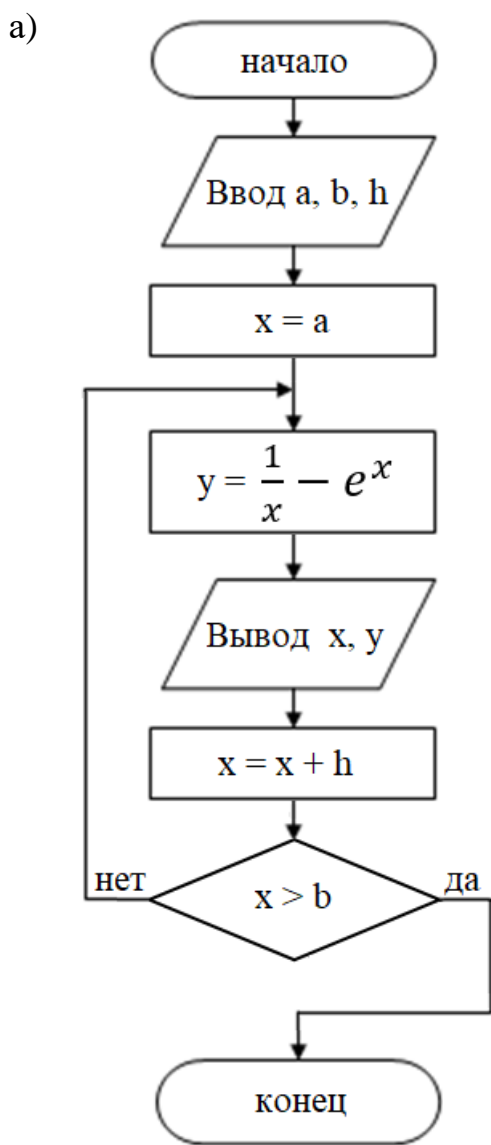 а)
начало
Ввод a, b, h
x = a
y = 1/x − e^x
Вывод x, y
x = x + h
нет
x > b
да
конец